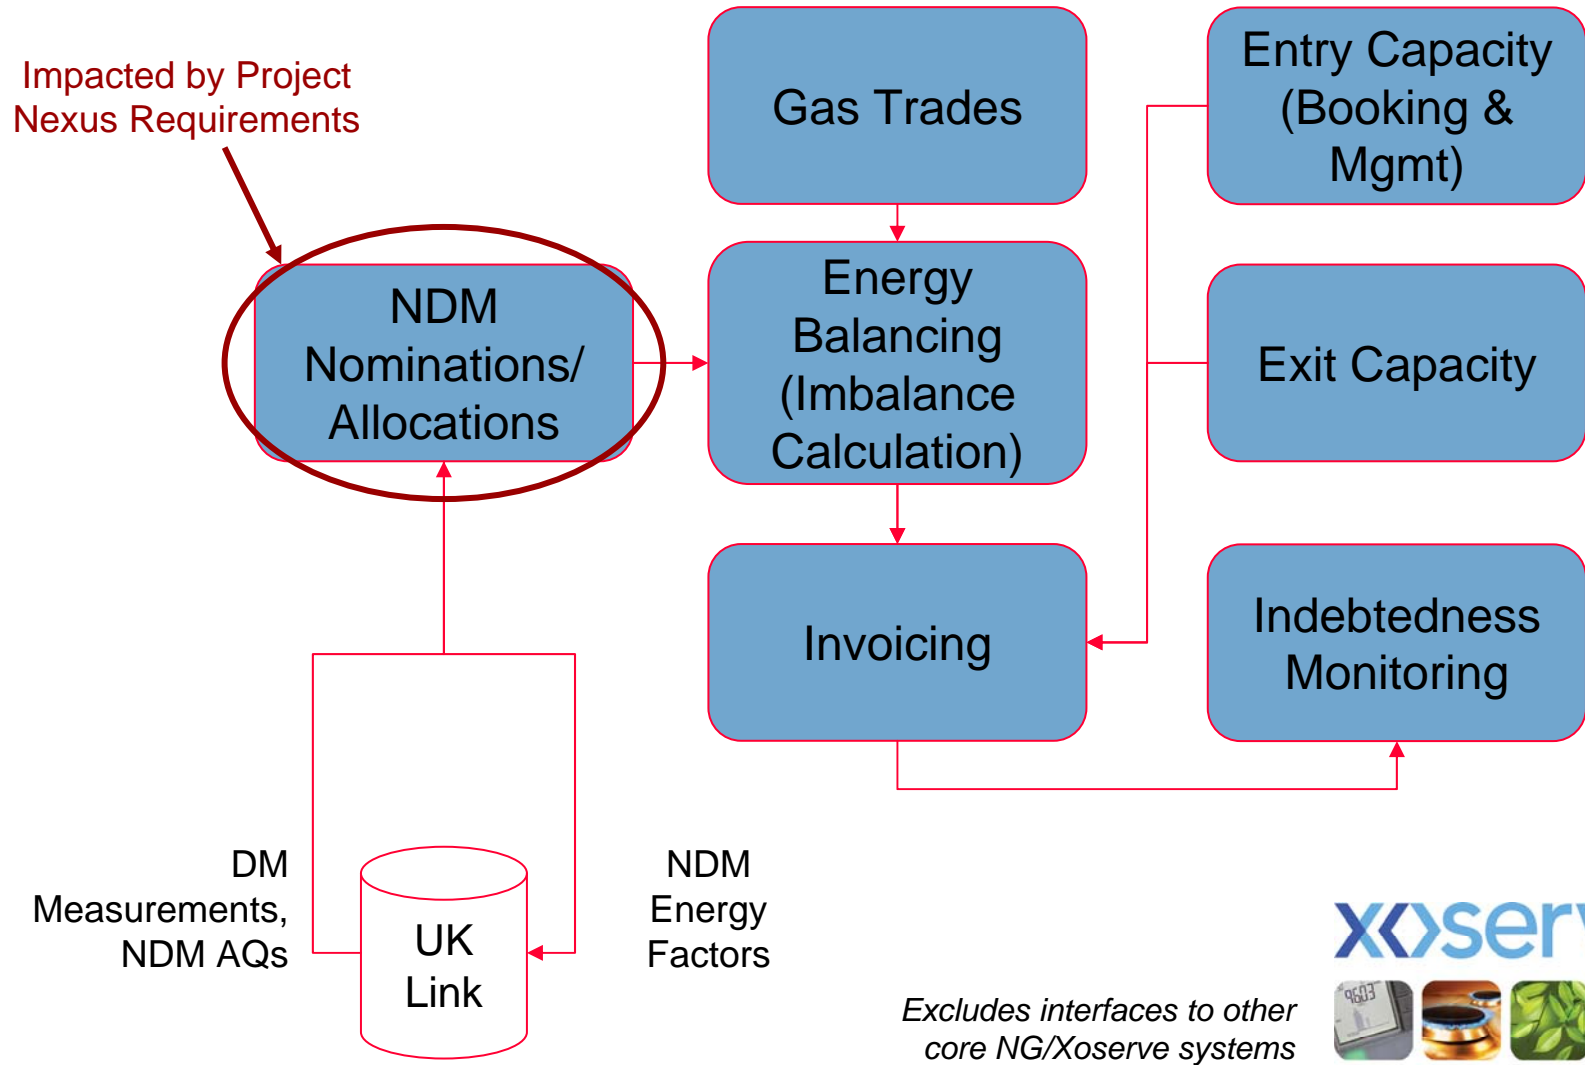 Impacted by Project
Nexus Requirements
Gas Trades
Entry Capacity
(Booking &
Mgmt)
NDM
Nominations/
Allocations
Energy
Balancing
(Imbalance
Calculation)
Exit Capacity
Invoicing
Indebtedness
Monitoring
DM
Measurements,
NDM AQs
UK
Link
NDM
Energy
Factors
xoserv
9603
Excludes interfaces to other
core NG/Xoserve systems